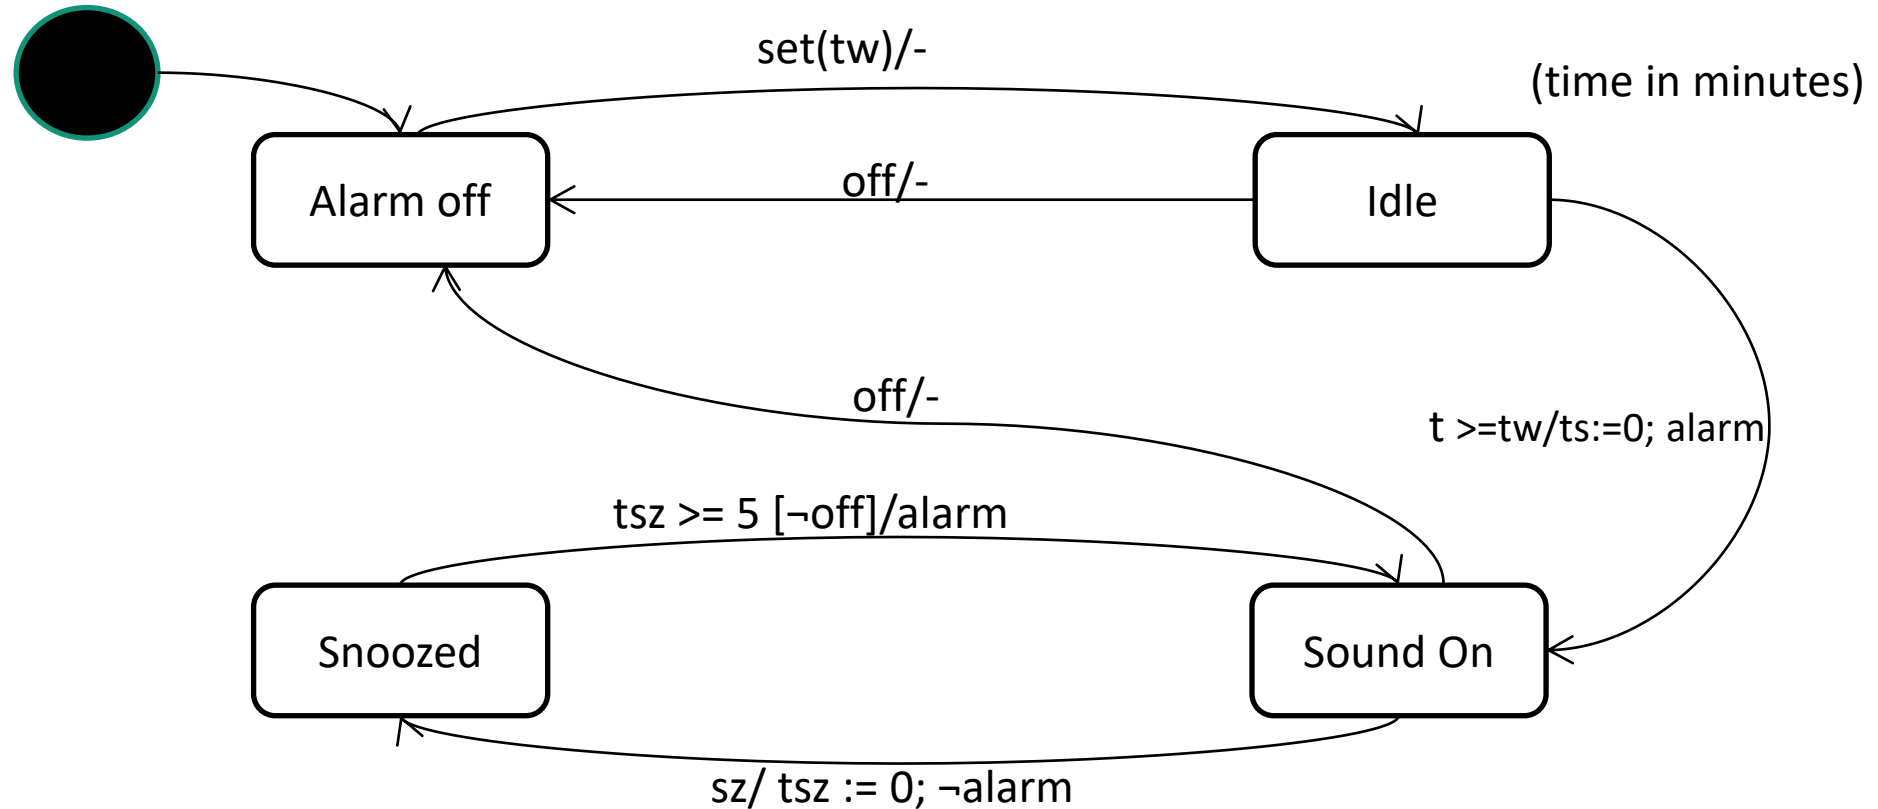 set(tw)/-
(time in minutes)
Alarm off
off/-
Idle
off/-
t >=tw/ts:=0; alarm
tsz >= 5 [¬off]/alarm
Snoozed
Sound On
sz/ tsz := 0; ¬alarm